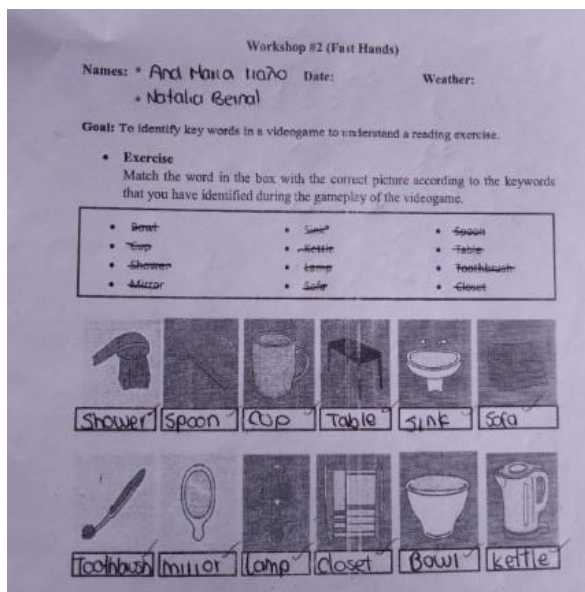 Workshop #2 (Fast Hands)
Names: * Ana Maria Llaño Date: Weather:
* Natalia Bernal
Goal: To identify key words in a videogame to understand a reading exercise.
• Exercise
Match the word in the box with the correct picture according to the keywords
that you have identified during the gameplay of the videogame.
• Bowl • Sink • Spoon
• Cup • Kettle • Table
• Shower • Lamp • Toothbrush
• Mirror • Sofa • Closet
Shower Spoon Cup Table Sink Sofa
Toothbush mirror Lamp closet Bowl kettle